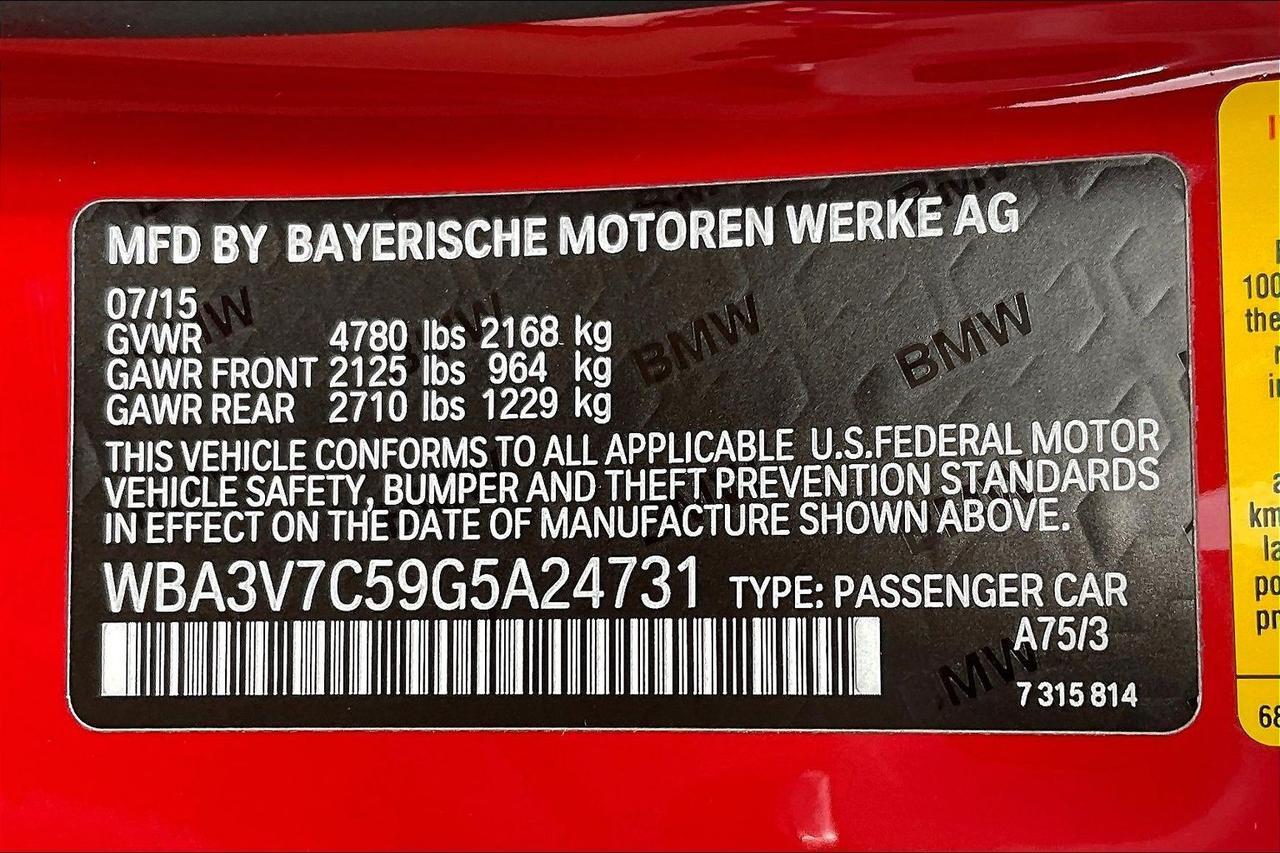 MFD BY BAYERISCHE MOTOREN WERKE AG
07/15
GVWR 4780 lbs 2168 kg
GAWR FRONT 2125 lbs 964 kg
GAWR REAR 2710 lbs 1229 kg
THIS VEHICLE CONFORMS TO ALL APPLICABLE U.S.FEDERAL MOTOR
VEHICLE SAFETY, BUMPER AND THEFT PREVENTION STANDARDS
IN EFFECT ON THE DATE OF MANUFACTURE SHOWN ABOVE.
WBA3V7C59G5A24731 TYPE: PASSENGER CAR
A75/3
7 315 814
BMW
BMW